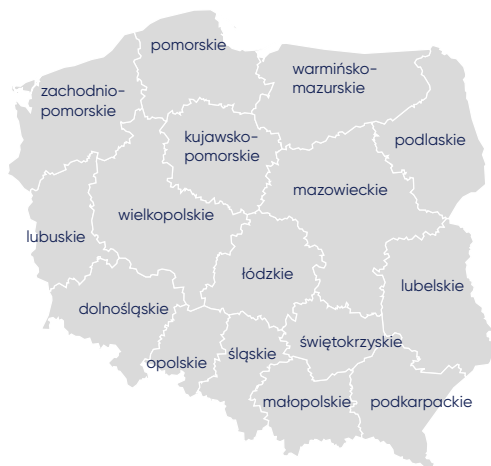 pomorskie
warmińsko-
mazurskie
zachodnio-
pomorskie
kujawsko-
pomorskie
podlaskie
mazowieckie
wielkopolskie
lubuskie
łódzkie
lubelskie
dolnośląskie
świętokrzyskie
śląskie
opolskie
małopolskie
podkarpackie